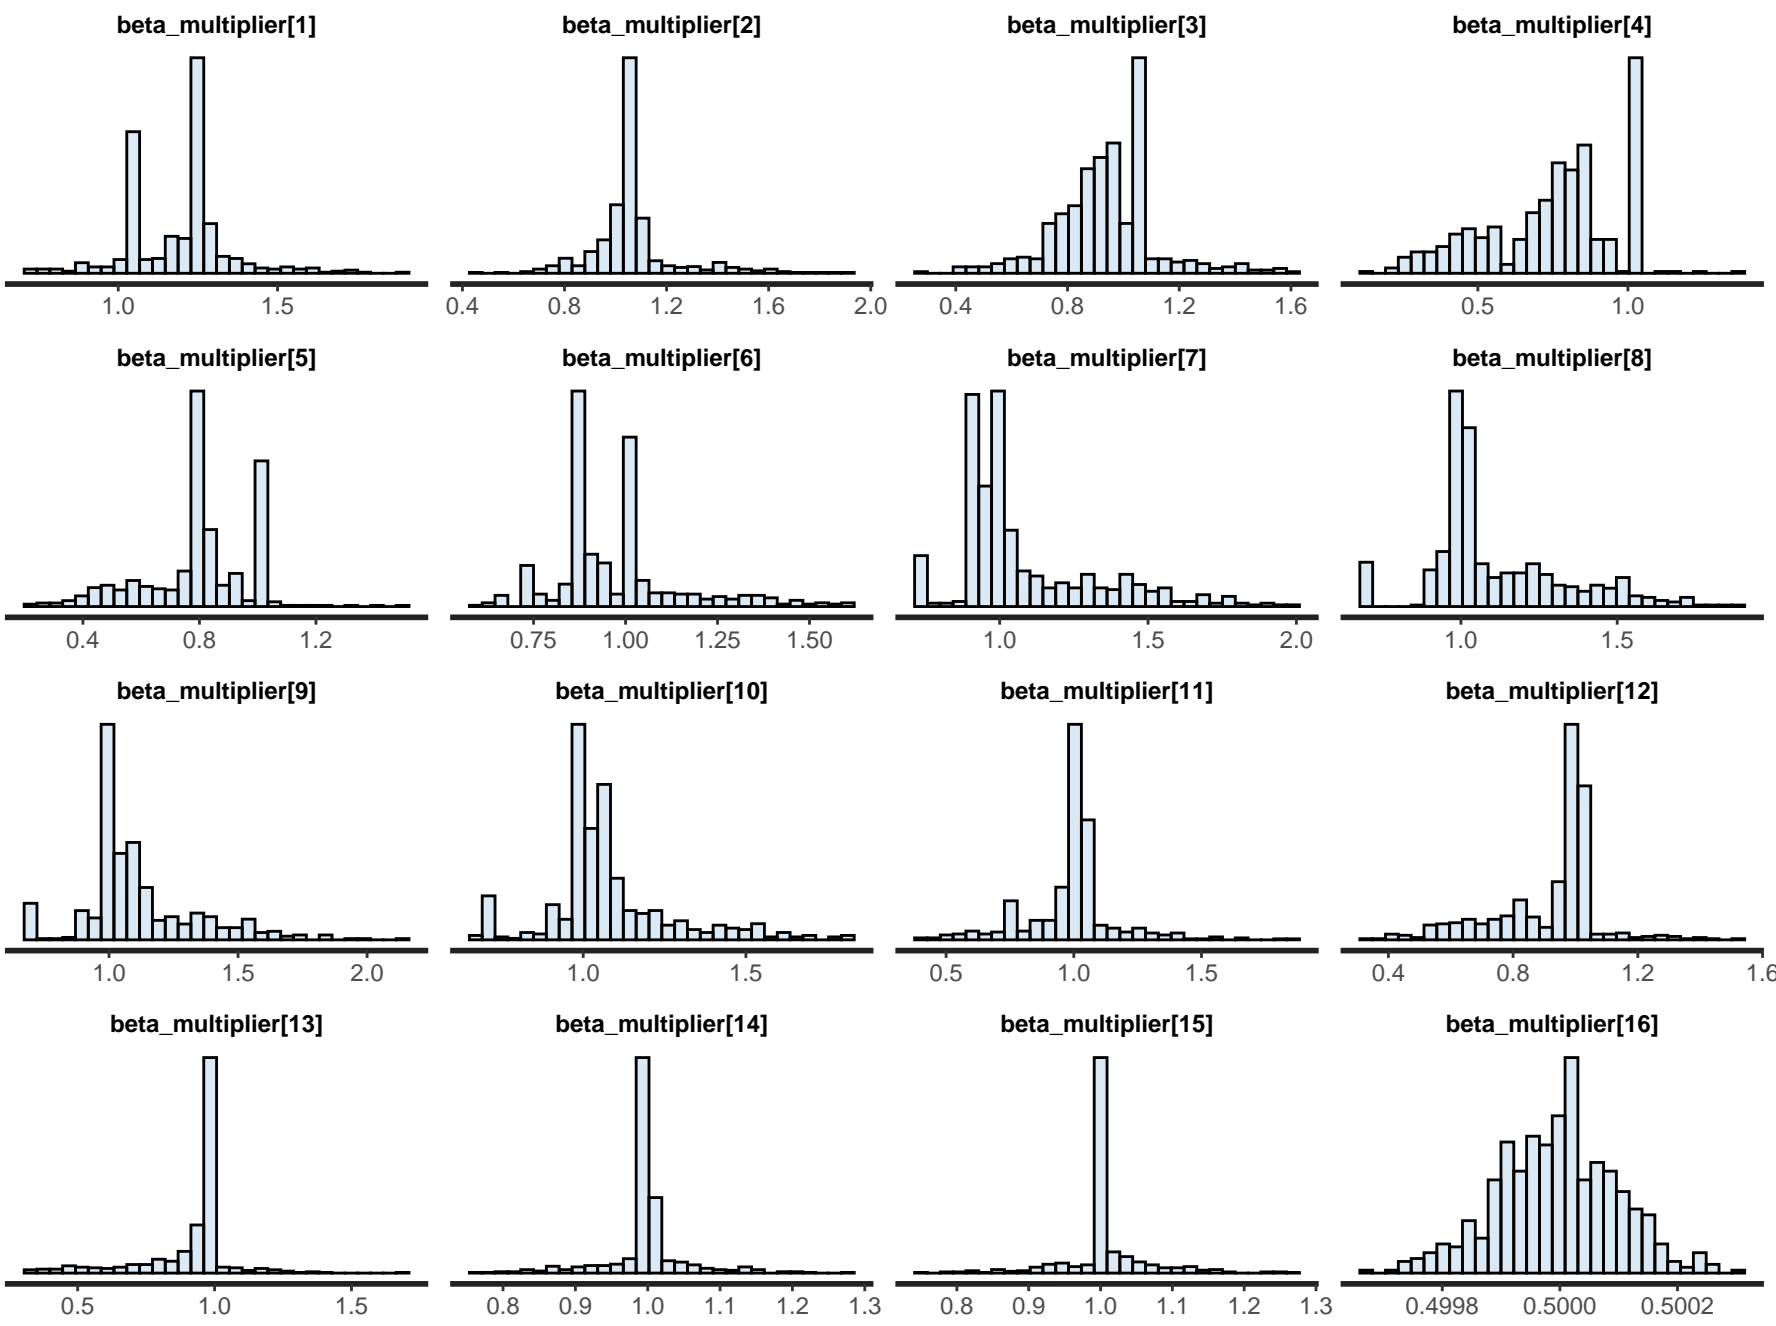 beta_multiplier[1] beta_multiplier[2] beta_multiplier[3] beta_multiplier[4]
1.0 1.5 0.4 0.8 1.2 1.6 2.0 0.4 0.8 1.2 1.6 0.5 1.0
beta_multiplier[5] beta_multiplier[6] beta_multiplier[7] beta_multiplier[8]
0.4 0.8 1.2 0.75 1.00 1.25 1.50 1.0 1.5 2.0 1.0 1.5
beta_multiplier[9] beta_multiplier[10] beta_multiplier[11] beta_multiplier[12]
1.0 1.5 2.0 1.0 1.5 0.5 1.0 1.5 0.4 0.8 1.2 1.6
beta_multiplier[13] beta_multiplier[14] beta_multiplier[15] beta_multiplier[16]
0.5 1.0 1.5 0.8 0.9 1.0 1.1 1.2 1.3 0.8 0.9 1.0 1.1 1.2 1.3 0.4998 0.5000 0.5002